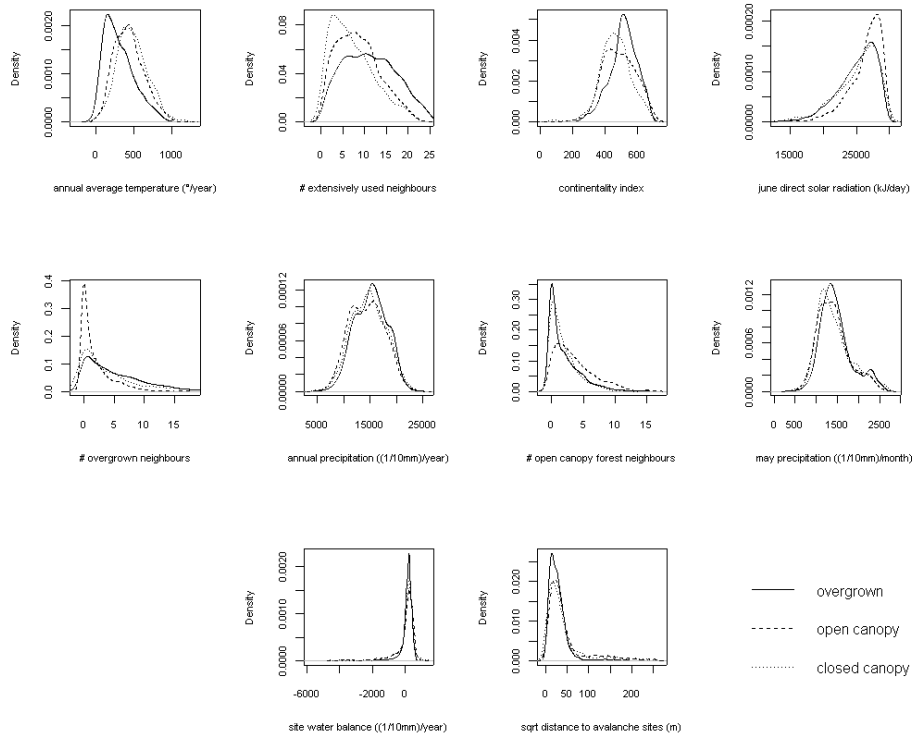 Density
0.0000 0.0010 0.0020
0 500 1000
annual average temperature (°/year)
Density
0.00 0.04 0.08
0 5 10 15 20 25
# extensively used neighbours
Density
0.000 0.002 0.004
0 200 400 600
continentality index
Density
0.00000 0.00010 0.00020
15000 25000
june direct solar radiation (kJ/day)
Density
0.0 0.1 0.2 0.3 0.4
0 5 10 15
# overgrown neighbours
Density
0.00000 0.00006 0.00012
5000 15000 25000
annual precipitation ((1/10mm)/year)
Density
0.00 0.10 0.20 0.30
0 5 10 15
# open canopy forest neighbours
Density
0.0000 0.0006 0.0012
0 500 1500 2500
may precipitation ((1/10mm)/month)
Density
0.0000 0.0010 0.0020
-6000 -2000 0
site water balance ((1/10mm)/year)
Density
0.000 0.010 0.020
0 50 100 200
sqrt distance to avalanche sites (m)
overgrown
open canopy
closed canopy